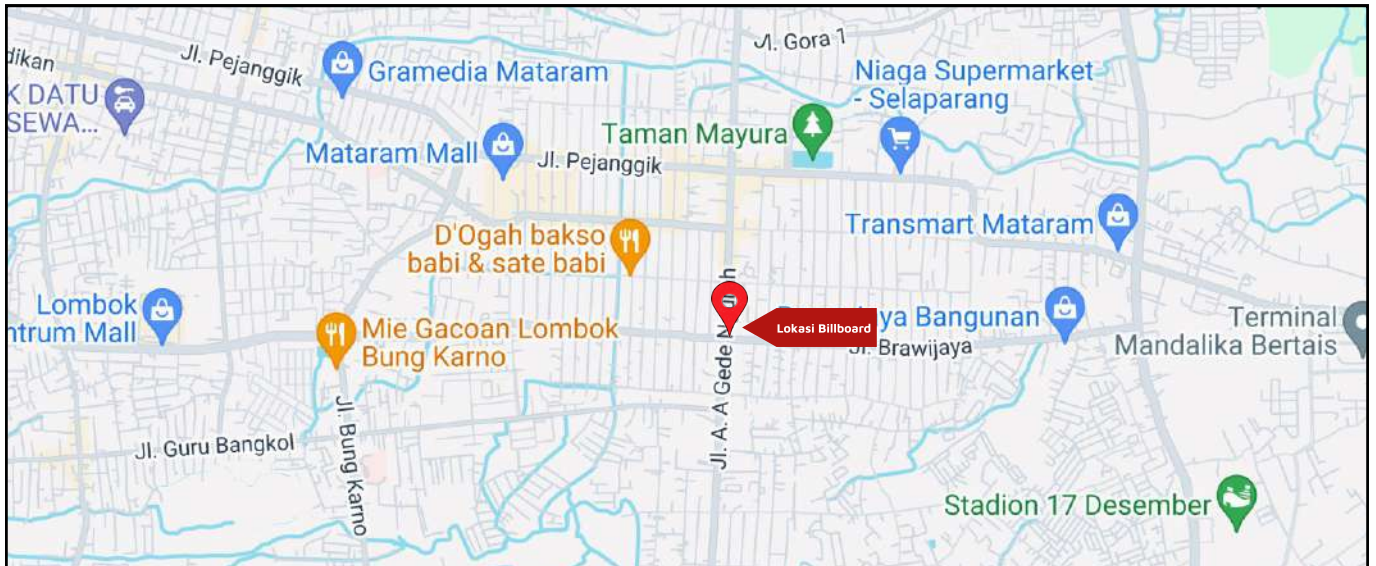 dikan
Jl. Pejanggik
Gramedia Mataram
Jl. Gora 1
Niaga Supermarket
- Selaparang
K DATU
SEWA...
Taman Mayura
Mataram Mall
Jl. Pejanggik
Transmart Mataram
D'Ogah bakso
babi & sate babi
Lombok
ntrum Mall
Mie Gacoan Lombok
Bung Karno
Lokasi Billboard
ya Bangunan
Jl. Brawijaya
Terminal
Mandalika Bertais
Jl. A. A Gede
Jl. Guru Bangkol
Jl. Bung Karno
Stadion 17 Desember